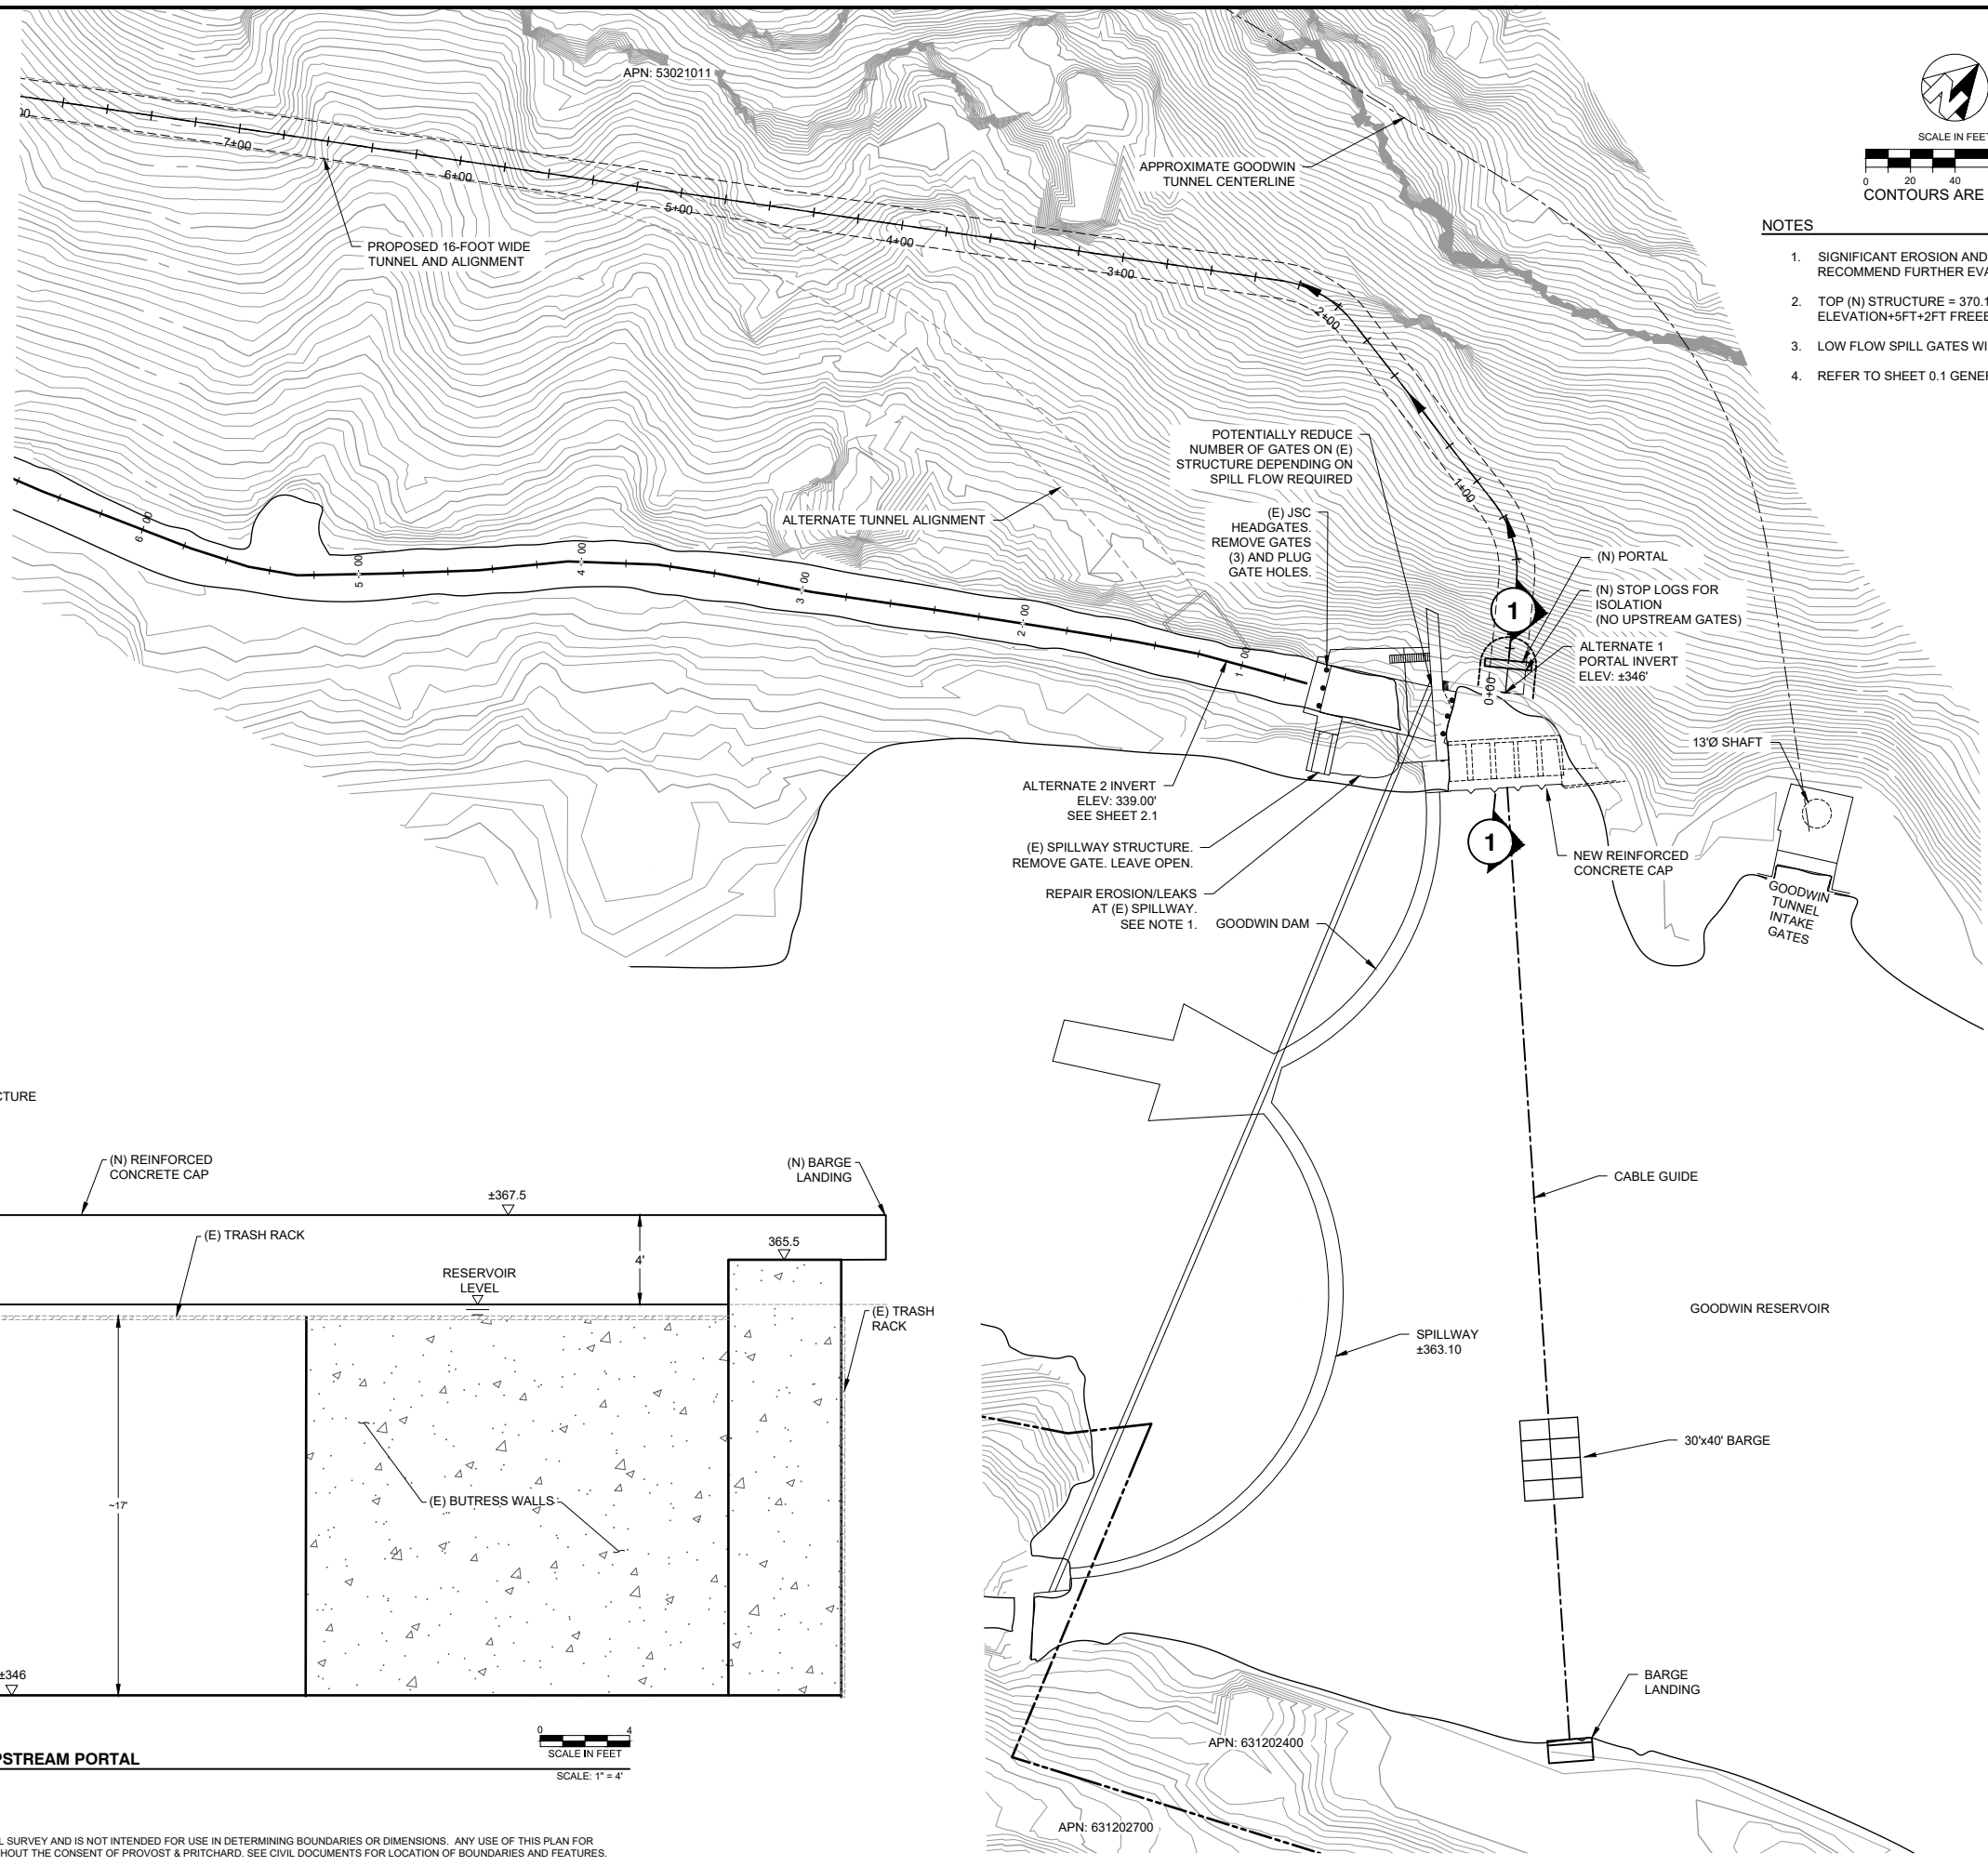 APN: 53021011
APPROXIMATE GOODWIN
TUNNEL CENTERLINE
SCALE IN FEET
0 20 40
CONTOURS ARE
NOTES
1. SIGNIFICANT EROSION AND
RECOMMEND FURTHER
2. TOP (N) STRUCTURE =
ELEVATION+5FT+2FT
3. LOW FLOW SPILL GATES
4. REFER TO SHEET 0.1
7+00
6+00
5+00
4+00
3+00
2+00
1+00
0+00
PROPOSED 16-FOOT WIDE
TUNNEL AND ALIGNMENT
POTENTIALLY REDUCE
NUMBER OF GATES ON (E)
STRUCTURE DEPENDING ON
SPILL FLOW REQUIRED
ALTERNATE TUNNEL ALIGNMENT
(E) JSC
HEADGATES.
REMOVE GATES
(3) AND PLUG
GATE HOLES.
(N) PORTAL
(N) STOP LOGS FOR
ISOLATION
(NO UPSTREAM GATES)
1
ALTERNATE 1
PORTAL INVERT
ELEV: ±346'
6+00
5+00
4+00
3+00
2+00
1+00
13'Ø SHAFT
ALTERNATE 2 INVERT
ELEV: 339.00'
SEE SHEET 2.1
(E) SPILLWAY STRUCTURE.
REMOVE GATE. LEAVE OPEN.
REPAIR EROSION/LEAKS
AT (E) SPILLWAY.
SEE NOTE 1.
GOODWIN DAM
1
NEW REINFORCED
CONCRETE CAP
GOODWIN
TUNNEL
INTAKE
GATES
CABLE GUIDE
GOODWIN RESERVOIR
SPILLWAY
±363.10
30'x40' BARGE
BARGE
LANDING
APN: 631202400
APN: 631202700
(N) REINFORCED
CONCRETE CAP
(N) BARGE
LANDING
±367.5
(E) TRASH RACK
4'
365.5
RESERVOIR
LEVEL
(E) TRASH
RACK
~17'
(E) BUTRESS WALLS
±346
0 4
SCALE IN FEET
PORTAL
SCALE: 1" = 4'
SURVEY AND IS NOT INTENDED FOR USE IN DETERMINING BOUNDARIES OR DIMENSIONS. ANY USE OF THIS PLAN FOR
THE CONSENT OF PROVOST & PRITCHARD. SEE CIVIL DOCUMENTS FOR LOCATION OF BOUNDARIES AND FEATURES.